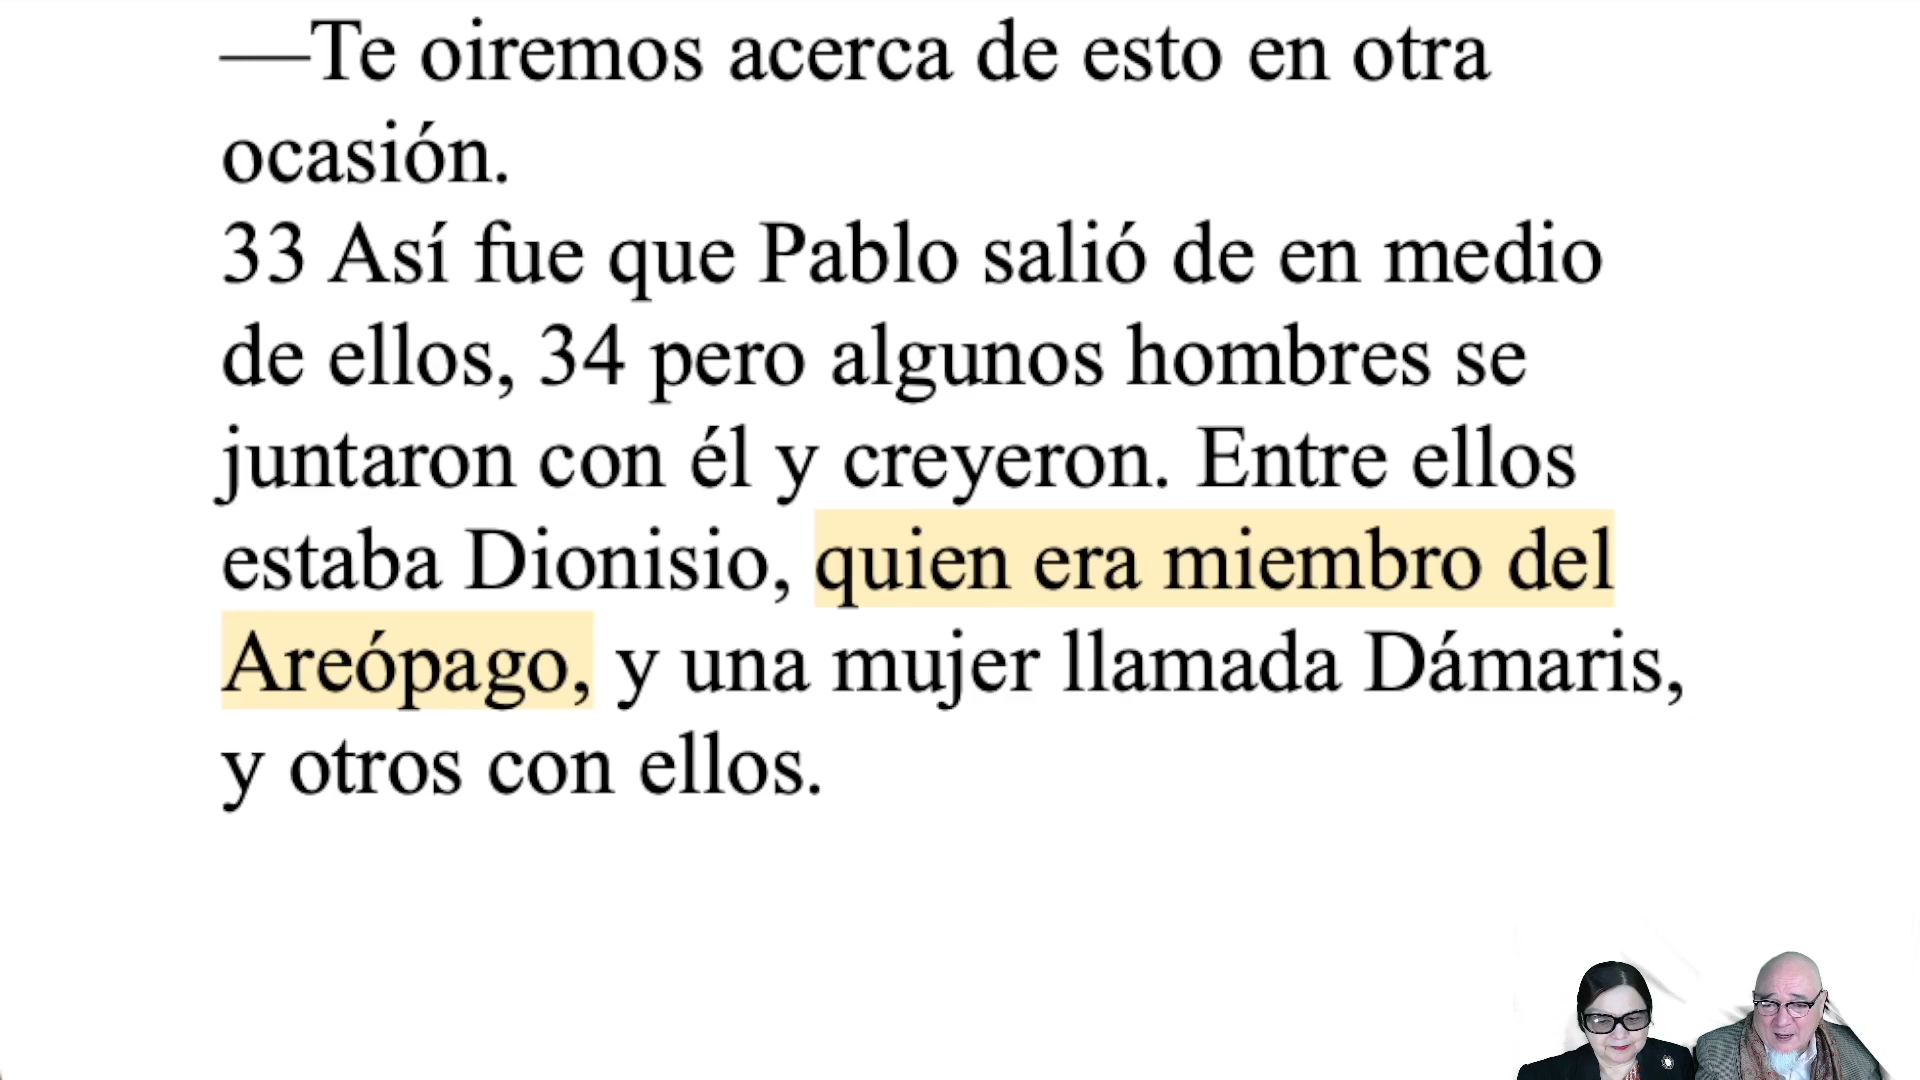 —Te oiremos acerca de esto en otra
ocasión.
33 Así fue que Pablo salió de en medio
de ellos, 34 pero algunos hombres se
juntaron con él y creyeron. Entre ellos
estaba Dionisio, quien era miembro del
Areópago, y una mujer llamada Dámaris,
y otros con ellos.